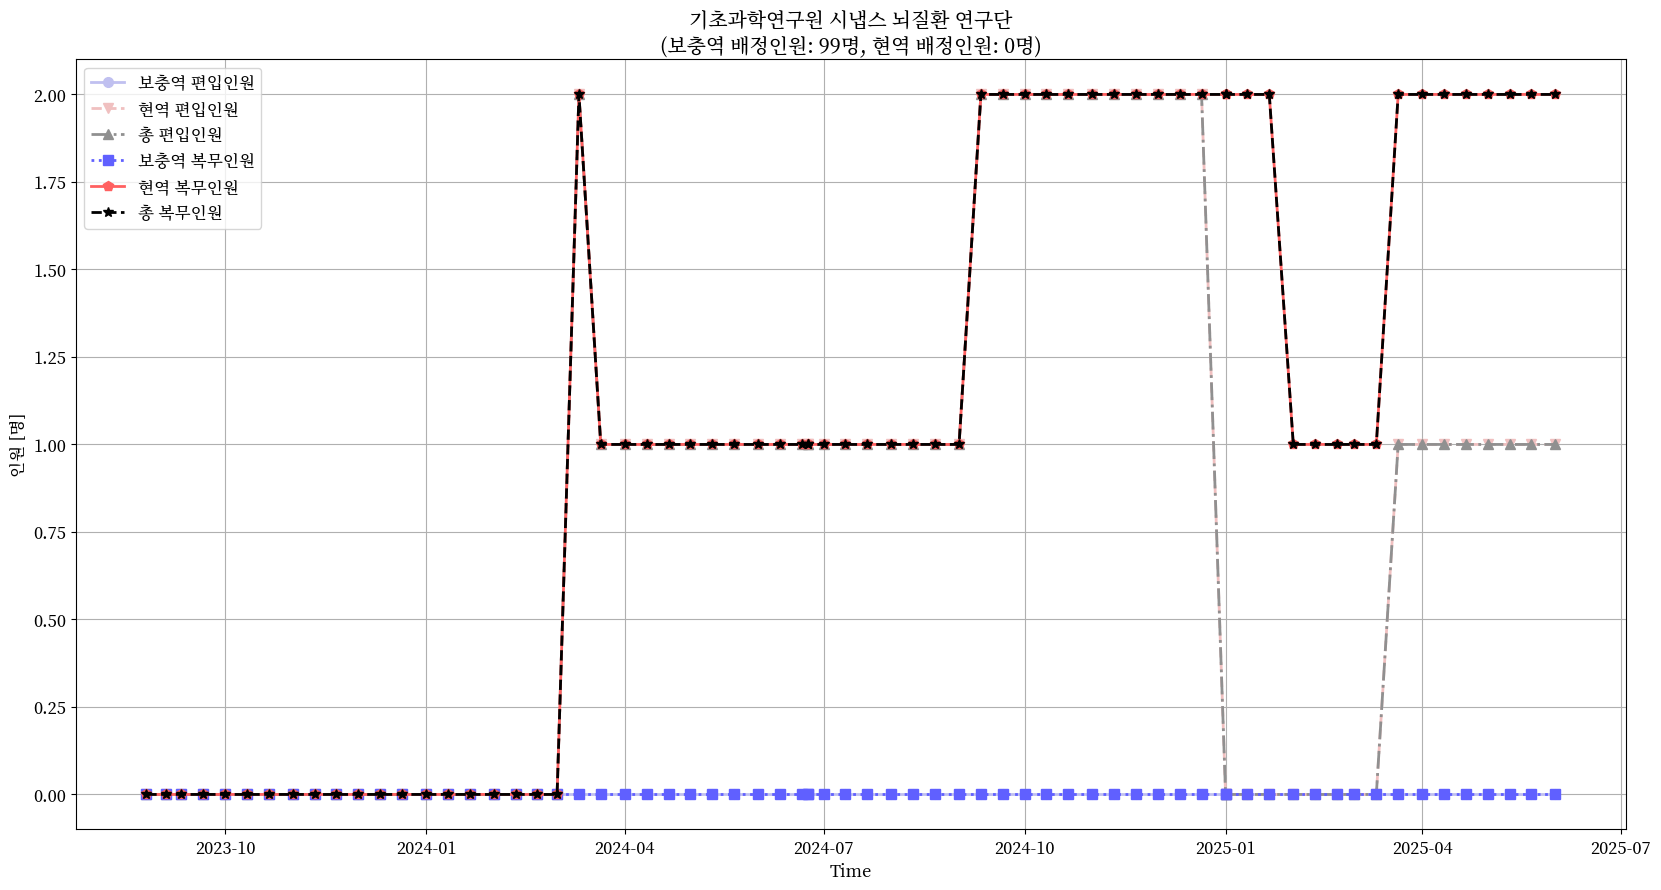 기초과학연구원 시냅스 뇌질환 연구단
(보충역 배정인원: 99명, 현역 배정인원: 0명)
보충역 편입인원
현역 편입인원
총 편입인원
보충역 복무인원
현역 복무인원
총 복무인원
인원 [명]
2.00
1.75
1.50
1.25
1.00
0.75
0.50
0.25
0.00
2023-10
2024-01
2024-04
2024-07
2024-10
2025-01
2025-04
2025-07
Time